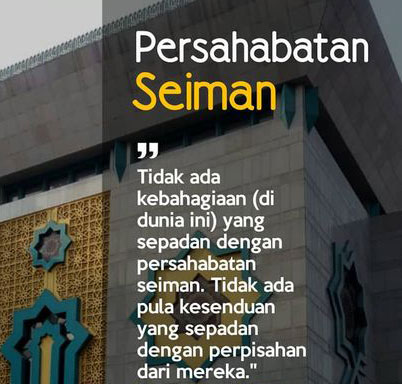 Persahabatan
Seiman
"
Tidak ada
kebahagiaan (di
dunia ini) yang
sepadan dengan
persahabatan
seiman. Tidak ada
pula kesenduan
yang sepadan
dengan perpisahan
dari mereka."